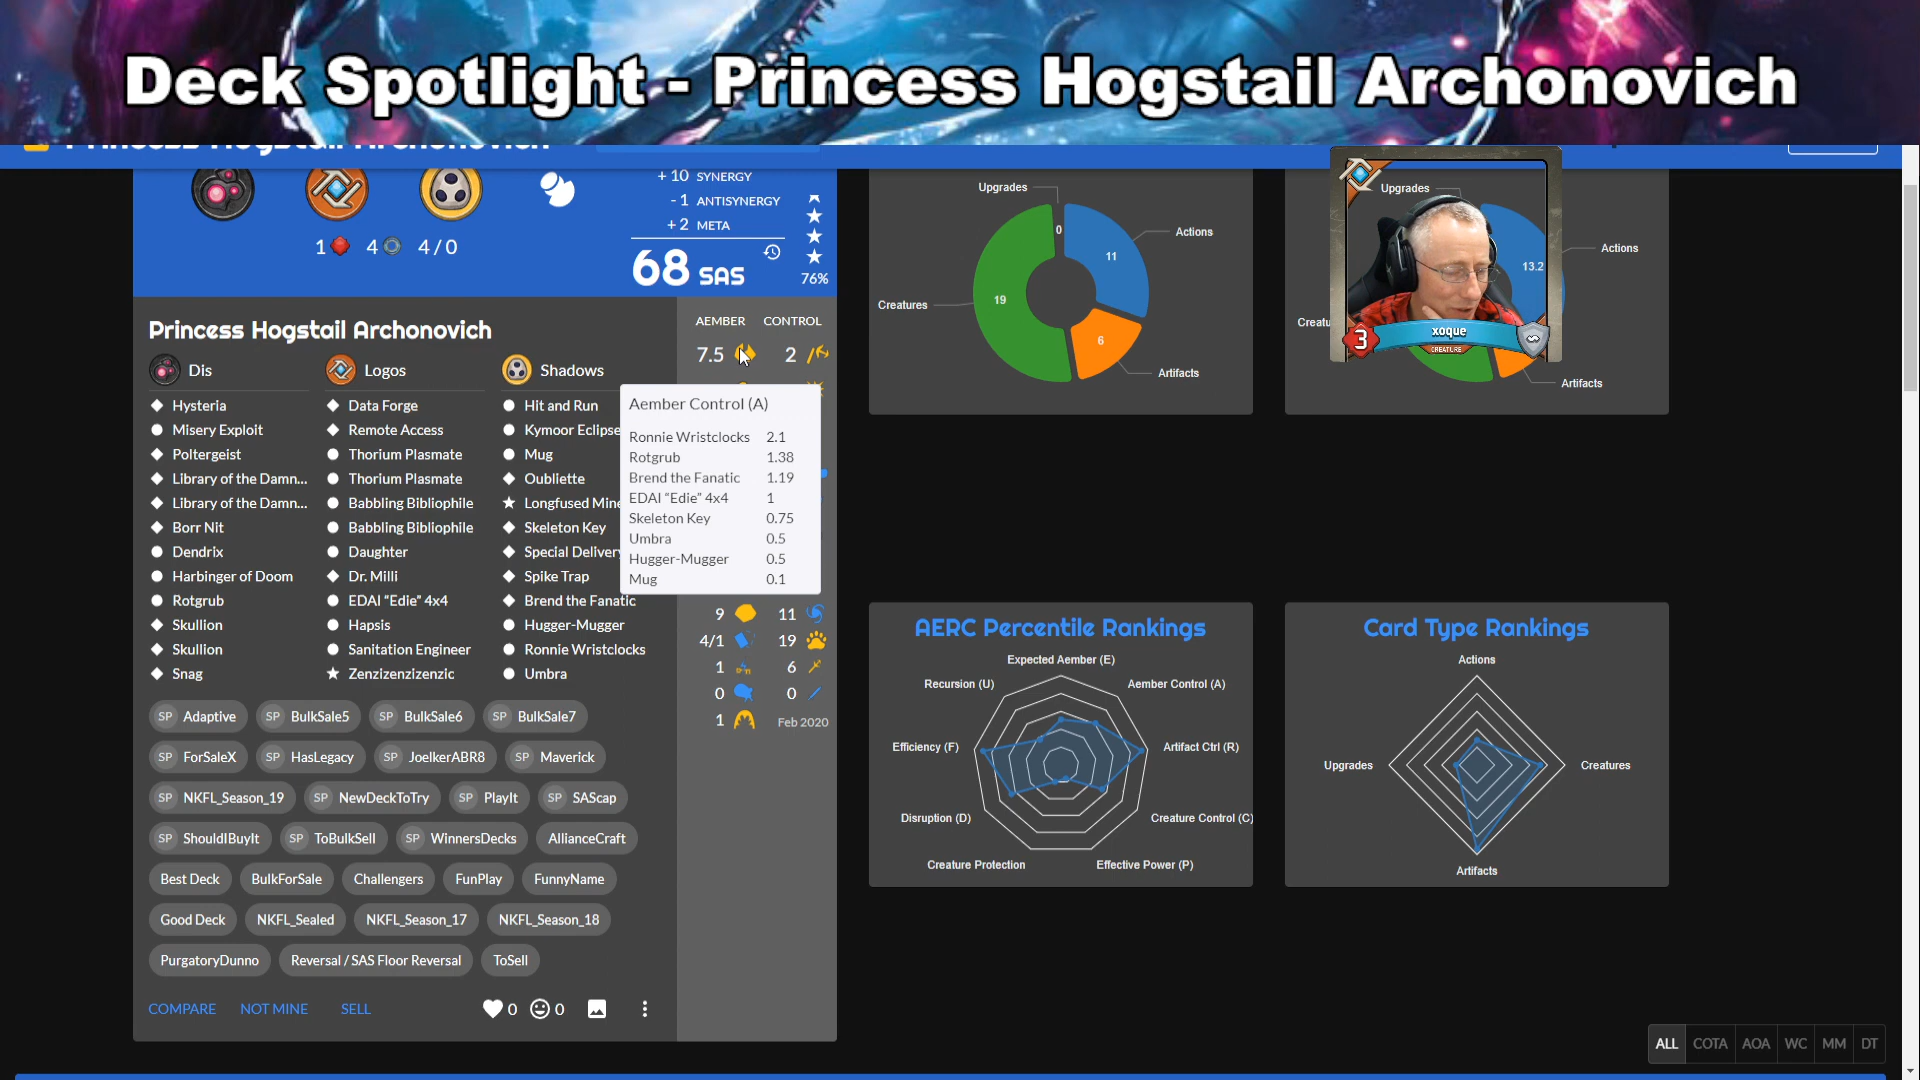 Deck Spotlight - Princess Hogstail Archonovich
+ 10 SYNERGY
- 1 ANTISYNERGY
+ 2 META
1 4 4 / 0
68 SAS
76%
Princess Hogstail Archonovich
Dis
Hysteria
Misery Exploit
Poltergeist
Library of the Damn...
Library of the Damn...
Borr Nit
Dendrix
Harbinger of Doom
Rotgrub
Skullion
Skullion
Snag
Logos
Data Forge
Remote Access
Thorium Plasmate
Thorium Plasmate
Babbling Bibliophile
Babbling Bibliophile
Daughter
Dr. Milli
EDAI “Edie” 4x4
Hapsis
Sanitation Engineer
Zenzizenzizenzic
Shadows
Hit and Run
Kymoor Eclipse
Mug
Oubliette
Longfused Mine
Skeleton Key
Special Delivery
Spike Trap
Brend the Fanatic
Hugger-Mugger
Ronnie Wristclocks
Umbra
AEMBER CONTROL
7.5 2
Aember Control (A)
Ronnie Wristclocks 2.1
Rotgrub 1.38
Brend the Fanatic 1.19
EDAI “Edie” 4x4 1
Skeleton Key 0.75
Umbra 0.5
Hugger-Mugger 0.5
Mug 0.1
9 11
4/1 19
1 6
0 0
1 Feb 2020
SP Adaptive SP BulkSale5 SP BulkSale6 SP BulkSale7
SP ForSaleX SP HasLegacy SP JoelkerABR8 SP Maverick
SP NKFL_Season_19 SP NewDeckToTry SP PlayIt SP SAScap
SP ShouldIBuyIt SP ToBulkSell SP WinnersDecks AllianceCraft
Best Deck BulkForSale Challengers FunPlay FunnyName
Good Deck NKFL_Sealed NKFL_Season_17 NKFL_Season_18
PurgatoryDunno Reversal / SAS Floor Reversal ToSell
COMPARE NOT MINE SELL 0 0
Upgrades
0
Actions
11
Creatures
19
6
Artifacts
Upgrades
Actions
13.2
Artifacts
xoque
3
CREATURE
AERC Percentile Rankings
Expected Aember (E)
Recursion (U) Aember Control (A)
Efficiency (F) Artifact Ctrl (R)
Disruption (D) Creature Control (C)
Creature Protection Effective Power (P)
Card Type Rankings
Actions
Upgrades Creatures
Artifacts
ALL COTA AOA WC MM DT